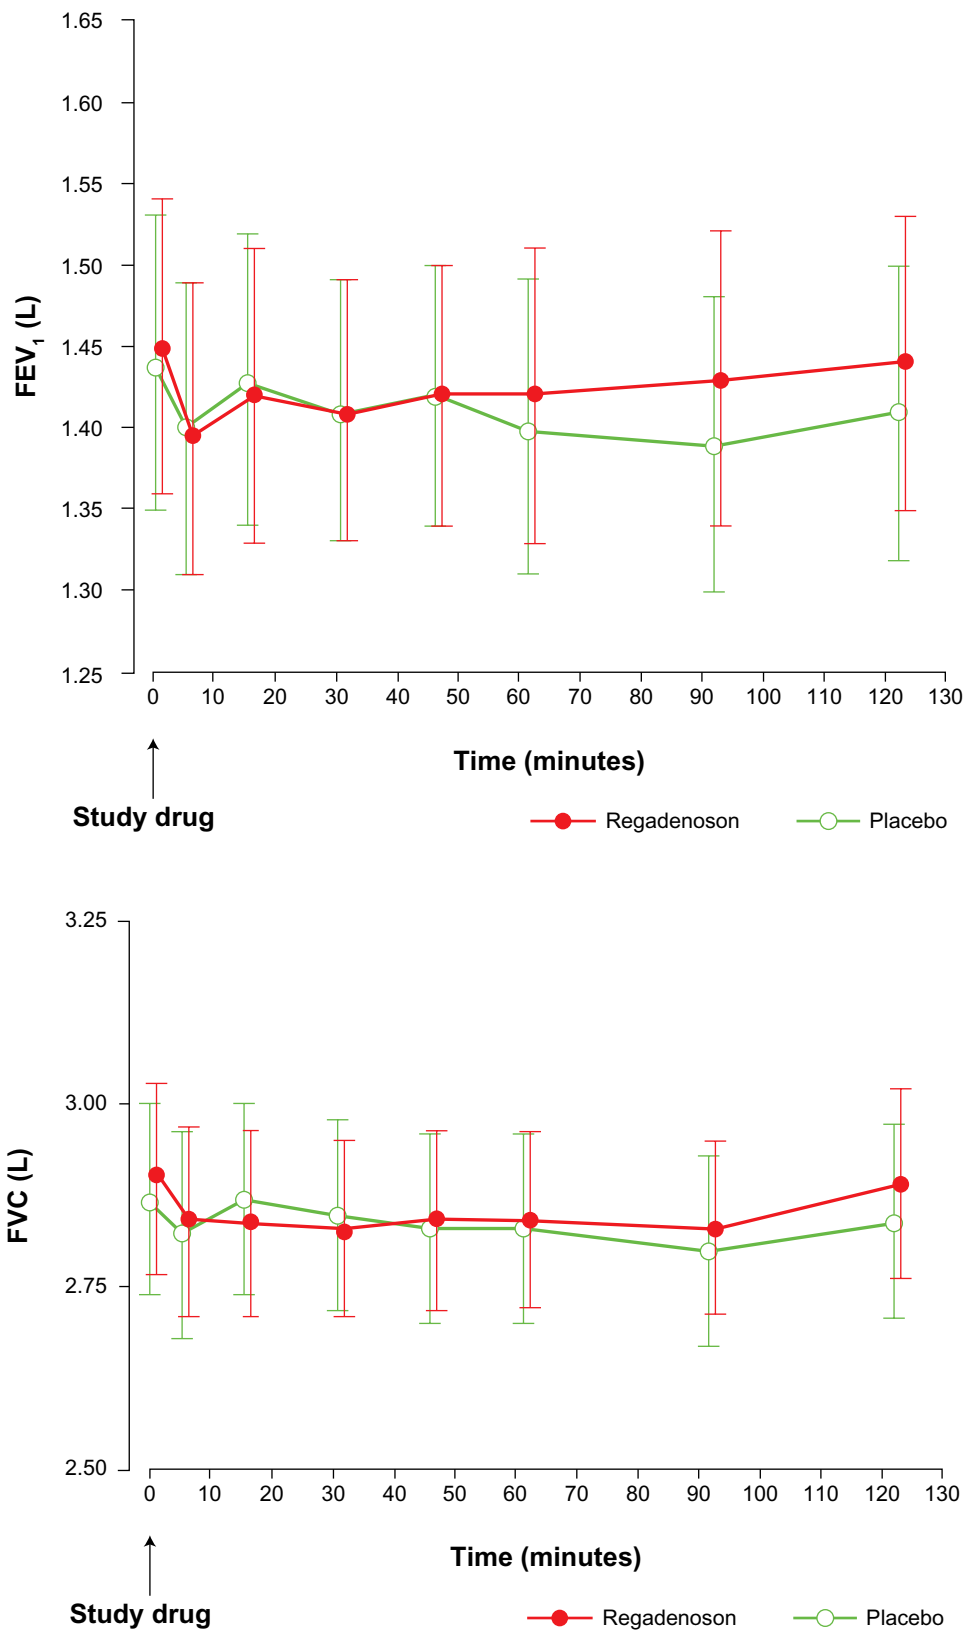 1.65
1.60
1.55
1.50
1.45
1.40
1.35
1.30
1.25
FEV1 (L)
0 10 20 30 40 50 60 70 80 90 100 110 120 130
Time (minutes)
Study drug
Regadenoson Placebo
3.25
3.00
2.75
2.50
FVC (L)
0 10 20 30 40 50 60 70 80 90 100 110 120 130
Time (minutes)
Study drug
Regadenoson Placebo